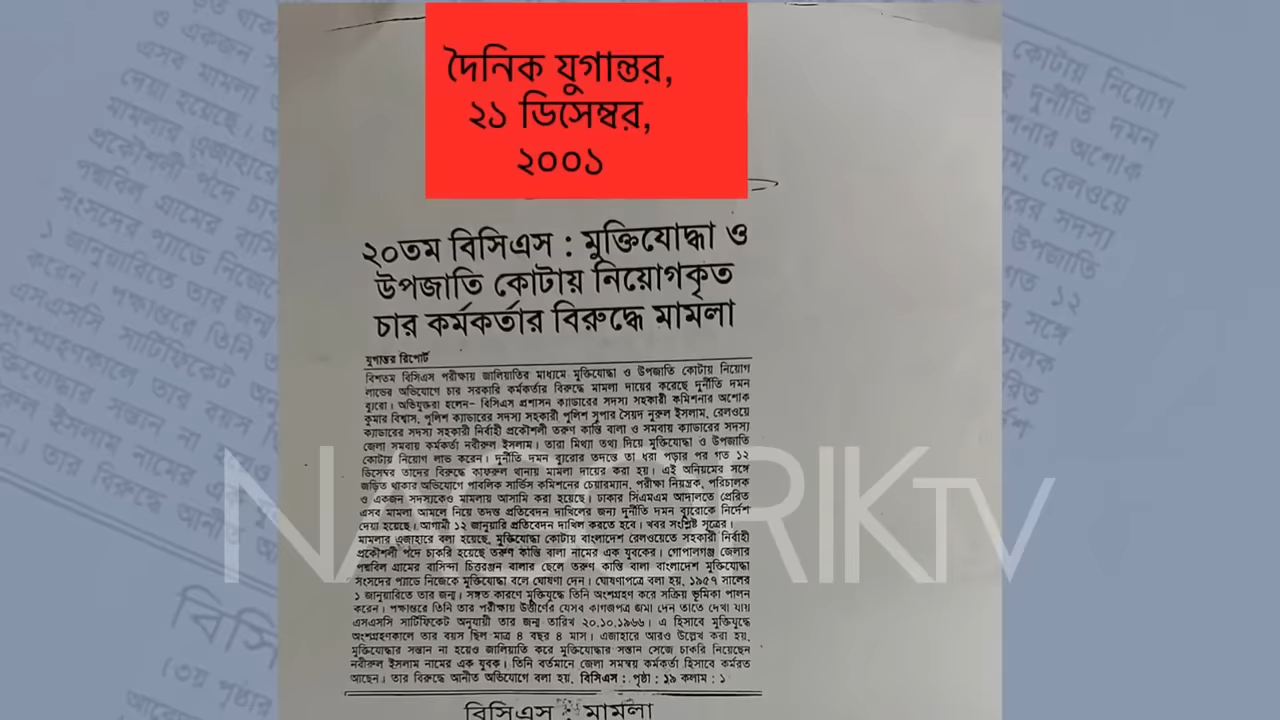 দৈনিক যুগান্তর,
২১ ডিসেম্বর,
২০০১
২০তম বিসিএস : মুক্তিযোদ্ধা ও
উপজাতি কোটায় নিয়োগকৃত
চার কর্মকর্তার বিরুদ্ধে মামলা
যুগান্তর রিপোর্ট
বিশতম বিসিএস পরীক্ষায় জালিয়াতির মাধ্যমে মুক্তিযোদ্ধা ও উপজাতি কোটায় নিয়োগ
লাভের অভিযোগে চার সরকারি কর্মকর্তার বিরুদ্ধে মামলা দায়ের করেছে দুর্নীতি দমন
ব্যুরো। অভিযুক্তরা হলেন– বিসিএস প্রশাসন ক্যাডারের সদস্য সহকারী কমিশনার অশোক
কুমার বিশ্বাস, পুলিশ ক্যাডারের সদস্য সহকারী পুলিশ সুপার সৈয়দ নুরুল ইসলাম, রেলওয়ে
ক্যাডারের সদস্য সহকারী নির্বাহী প্রকৌশলী তরুণ কান্তি বালা ও সমবায় ক্যাডারের সদস্য
জেলা সমবায় কর্মকর্তা নবীরুল ইসলাম। তারা মিথ্যা তথ্য দিয়ে মুক্তিযোদ্ধা ও উপজাতি
কোটায় নিয়োগ লাভ করেন। দুর্নীতি দমন ব্যুরোর তদন্তে তা ধরা পড়ার পর গত ১২
ডিসেম্বর তাদের বিরুদ্ধে কাফরুল থানায় মামলা দায়ের করা হয়। এই অনিয়মের সঙ্গে
জড়িত থাকার অভিযোগে পাবলিক সার্ভিস কমিশনের চেয়ারম্যান, পরীক্ষা নিয়ন্ত্রক, পরিচালক
ও একজন সদস্যকেও মামলায় আসামি করা হয়েছে। ঢাকার সিএমএম আদালতে প্রেরিত
এসব মামলা আমলে নিয়ে তদন্ত প্রতিবেদন দাখিলের জন্য দুর্নীতি দমন ব্যুরোকে নির্দেশ
দেয়া হয়েছে। আগামী ১২ জানুয়ারি প্রতিবেদন দাখিল করতে হবে। খবর সংশ্লিষ্ট সূত্রের।
মামলার এজাহারে বলা হয়েছে, মুক্তিযোদ্ধা কোটায় বাংলাদেশ রেলওয়েতে সহকারী নির্বাহী
প্রকৌশলী পদে চাকরি হয়েছে তরুণ কান্তি বালা নামের এক যুবকের। গোপালগঞ্জ জেলার
পদ্মবিল গ্রামের বাসিন্দা চিত্তরঞ্জন বালার ছেলে তরুণ কান্তি বালা বাংলাদেশ মুক্তিযোদ্ধা
সংসদের প্যাডে নিজেকে মুক্তিযোদ্ধা বলে ঘোষণা দেন। ঘোষণাপত্রে বলা হয়, ১৯৫৭ সালের
১ জানুয়ারিতে তার জন্ম। সঙ্গত কারণে মুক্তিযুদ্ধে তিনি অংশগ্রহণ করে সক্রিয় ভূমিকা পালন
করেন। পক্ষান্তরে তিনি তার পরীক্ষায় উত্তীর্ণের যেসব কাগজপত্র জমা দেন তাতে দেখা যায়
এসএসসি সার্টিফিকেট অনুযায়ী তার জন্ম তারিখ ২০.১০.১৯৬৬। এ হিসাবে মুক্তিযুদ্ধে
অংশগ্রহণকালে তার বয়স ছিল মাত্র ৪ বছর ৪ মাস। এজাহারে আরও উল্লেখ করা হয়,
মুক্তিযোদ্ধার সন্তান না হয়েও জালিয়াতি করে মুক্তিযোদ্ধার সন্তান সেজে চাকরি নিয়েছেন
নবীরুল ইসলাম নামের এক যুবক। তিনি বর্তমানে জেলা সমন্বয় কর্মকর্তা হিসাবে কর্মরত
আছেন। তার বিরুদ্ধে আনীত অভিযোগে বলা হয়, বিসিএস : পৃষ্ঠা : ১৯ কলাম : ১
বিসিএস : মামলা
NAGORIK TV